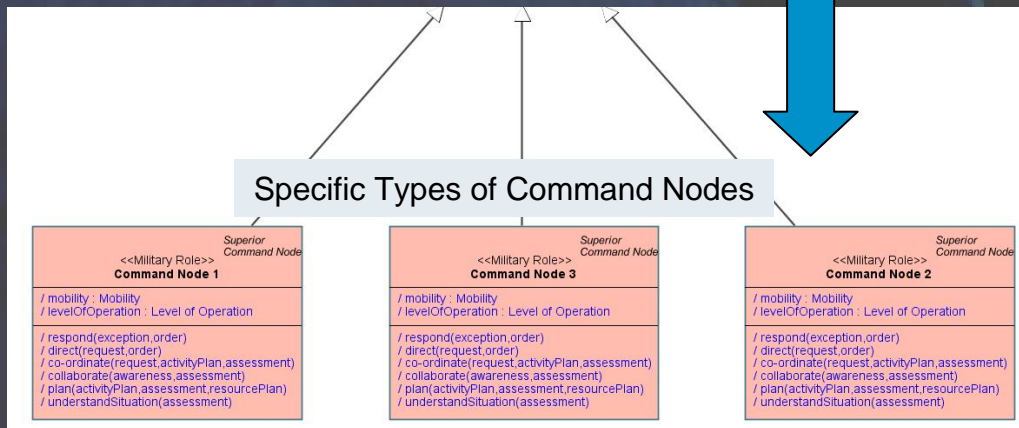 Specific Types of Command Nodes
Superior
Command Node
<<Military Role>>
Command Node 1
/ mobility : Mobility
/ levelOfOperation : Level of Operation
/ respond(exception,order)
/ direct(request,order)
/ co-ordinate(request,activityPlan,assessment)
/ collaborate(awareness,assessment)
/ plan(activityPlan,assessment,resourcePlan)
/ understandSituation(assessment)
Superior
Command Node
<<Military Role>>
Command Node 3
/ mobility : Mobility
/ levelOfOperation : Level of Operation
/ respond(exception,order)
/ direct(request,order)
/ co-ordinate(request,activityPlan,assessment)
/ collaborate(awareness,assessment)
/ plan(activityPlan,assessment,resourcePlan)
/ understandSituation(assessment)
Superior
Command Node
<<Military Role>>
Command Node 2
/ mobility : Mobility
/ levelOfOperation : Level of Operation
/ respond(exception,order)
/ direct(request,order)
/ co-ordinate(request,activityPlan,assessment)
/ collaborate(awareness,assessment)
/ plan(activityPlan,assessment,resourcePlan)
/ understandSituation(assessment)